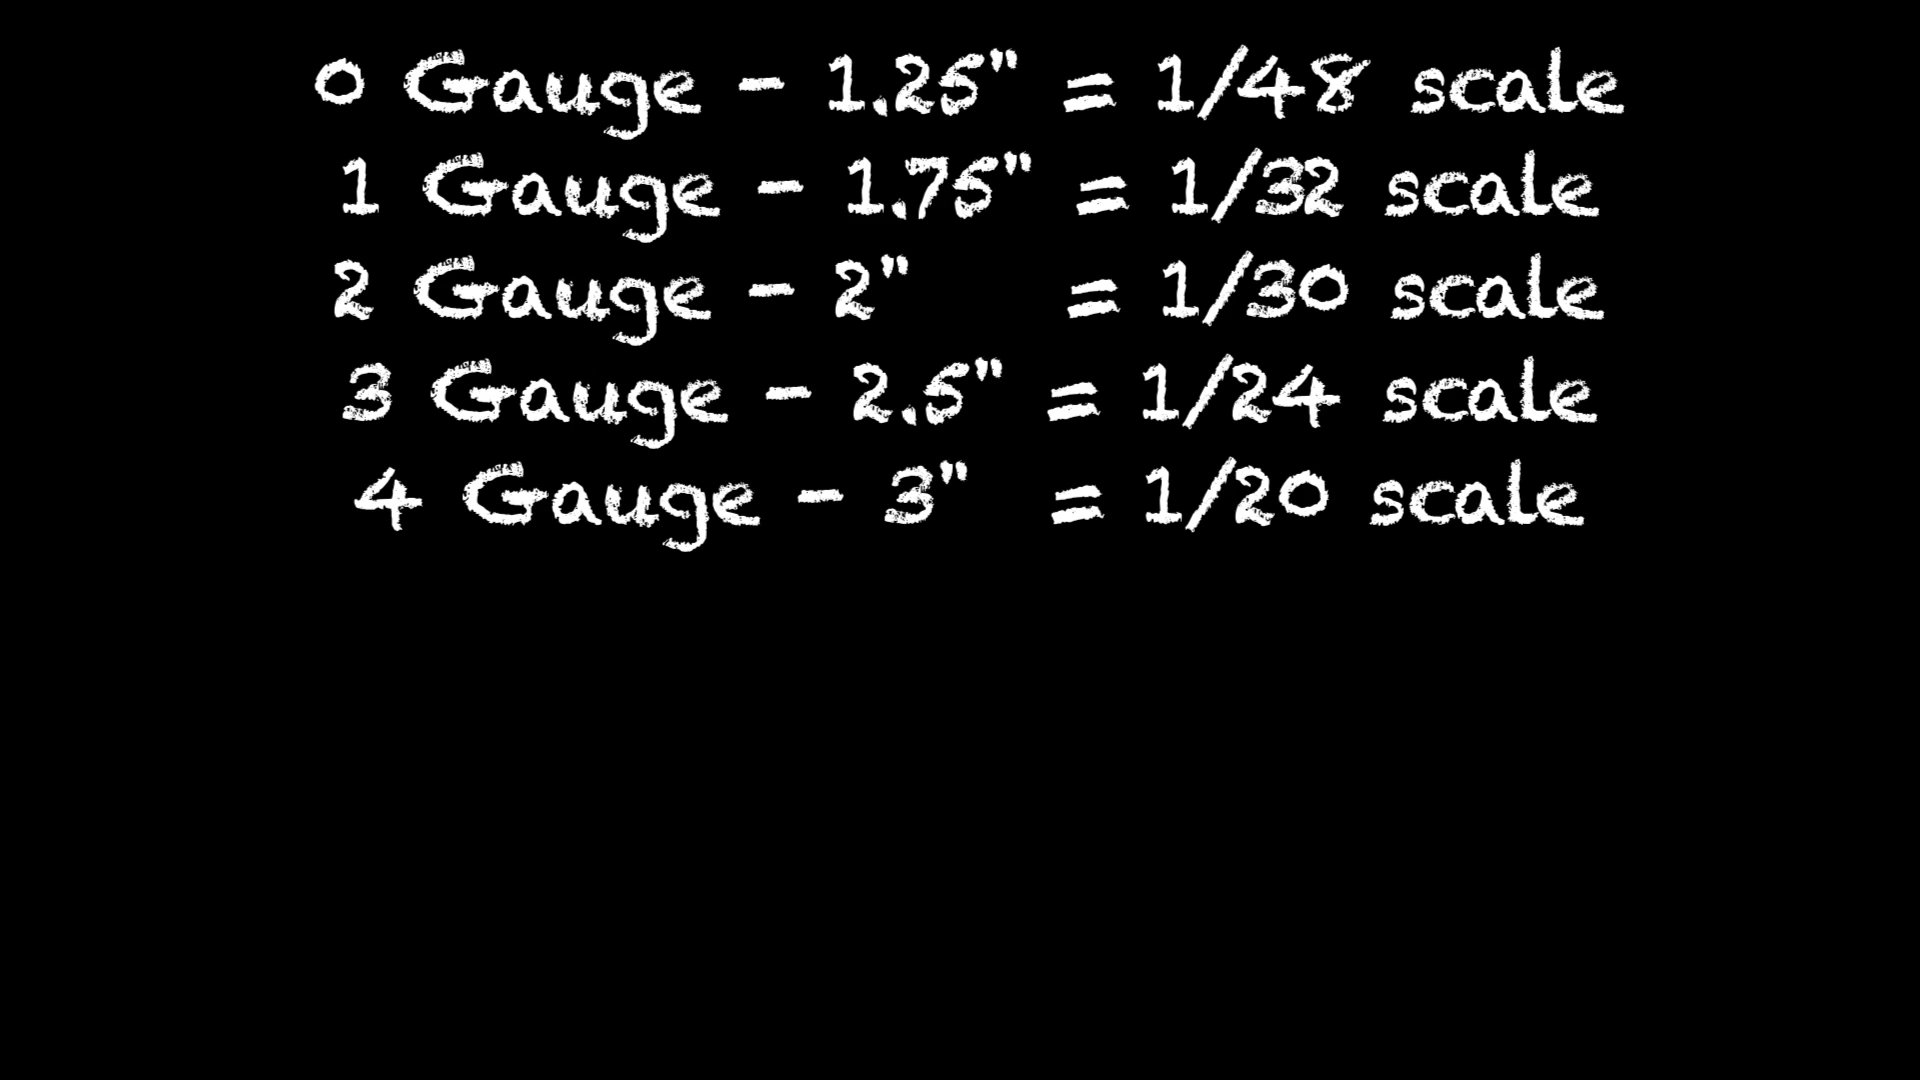 0 Gauge - 1.25" = 1/48 scale
1 Gauge - 1.75" = 1/32 scale
2 Gauge - 2" = 1/30 scale
3 Gauge - 2.5" = 1/24 scale
4 Gauge - 3" = 1/20 scale